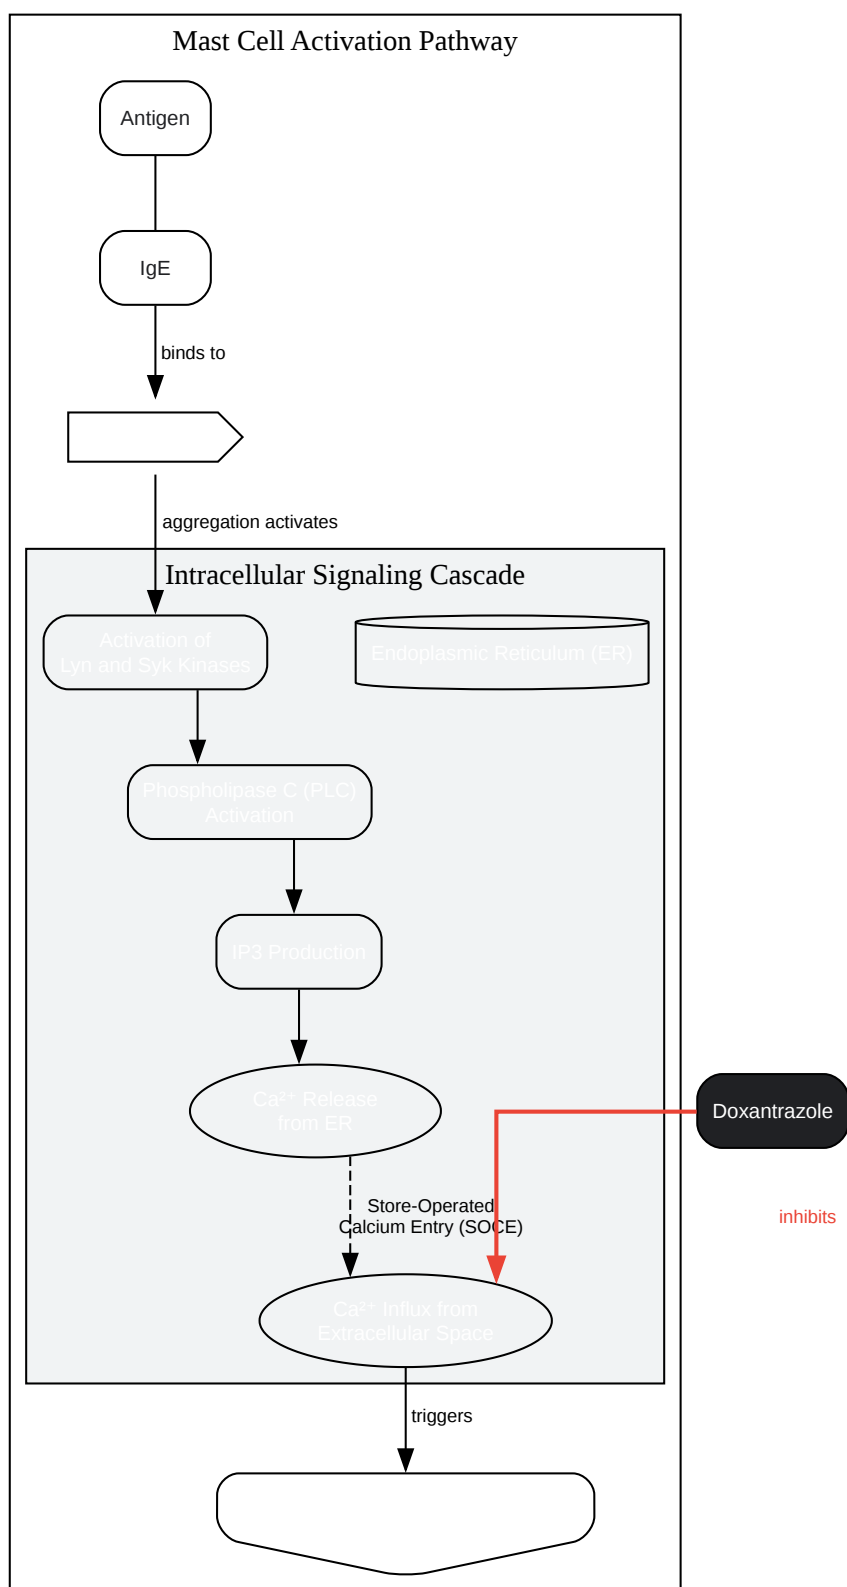 Mast Cell Activation Pathway
Antigen
IgE
binds to
aggregation activates
Intracellular Signaling Cascade
Activation of
Lyn and Syk Kinases
Endoplasmic Reticulum (ER)
Phospholipase C (PLC)
Activation
IP3 Production
Ca²⁺ Release
from ER
Doxantrazole
Store-Operated
Calcium Entry (SOCE)
inhibits
Ca²⁺ Influx from
Extracellular Space
triggers